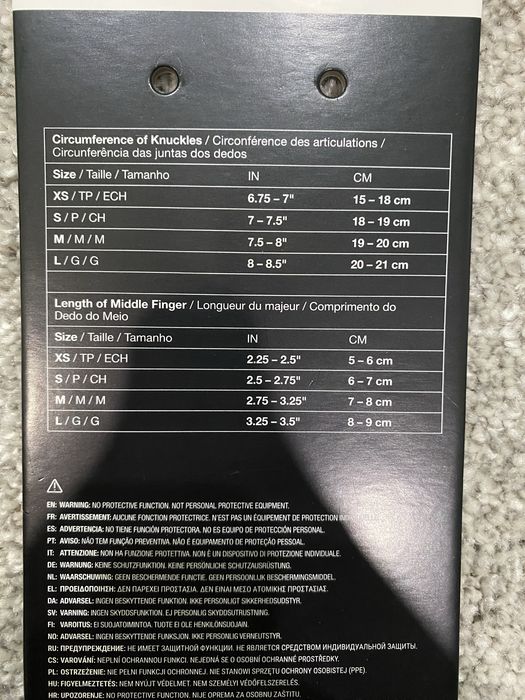 Circumference of Knuckles / Circonférence des articulations /
Circunferência das juntas dos dedos
Size / Taille / Tamanho IN CM
XS / TP / ECH 6.75 – 7" 15 – 18 cm
S / P / CH 7 – 7.5" 18 – 19 cm
M / M / M 7.5 – 8" 19 – 20 cm
L / G / G 8 – 8.5" 20 – 21 cm
Length of Middle Finger / Longueur du majeur / Comprimento do
Dedo do Meio
Size / Taille / Tamanho IN CM
XS / TP / ECH 2.25 – 2.5" 5 – 6 cm
S / P / CH 2.5 – 2.75" 6 – 7 cm
M / M / M 2.75 – 3.25" 7 – 8 cm
L / G / G 3.25 – 3.5" 8 – 9 cm
EN: WARNING: NO PROTECTIVE FUNCTION. NOT PERSONAL PROTECTIVE EQUIPMENT.
FR: AVERTISSEMENT: AUCUNE FONCTION PROTECTRICE. N'EST PAS UN ÉQUIPEMENT DE PROTECTION
ES: ADVERTENCIA: NO TIENE FUNCIÓN PROTECTORA. NO ES EQUIPO DE PROTECCIÓN PERSONAL.
PT: AVISO: NÃO TEM FUNÇÃO PREVENTIVA. NÃO É EQUIPAMENTO DE PROTEÇÃO PESSOAL.
IT: ATTENZIONE: NON HA FUNZIONE PROTETTIVA. NON È UN DISPOSITIVO DI PROTEZIONE INDIVIDUALE.
DE: WARNUNG: KEINE SCHUTZFUNKTION. KEINE PERSÖNLICHE SCHUTZAUSRÜSTUNG.
NL: WAARSCHUWING: GEEN BESCHERMENDE FUNCTIE. GEEN PERSOONLIJK BESCHERMINGSMIDDEL.
EL: ΠΡΟΕΙΔΟΠΟΙΗΣΗ: ΔΕΝ ΠΑΡΕΧΕΙ ΠΡΟΣΤΑΣΙΑ. ΔΕΝ ΕΙΝΑΙ ΜΕΣΟ ΑΤΟΜΙΚΗΣ ΠΡΟΣΤΑΣΙΑΣ.
DA: ADVARSEL: INGEN BESKYTTENDE FUNKTION. IKKE PERSONLIGT SIKKERHEDSUDSTYR.
SV: VARNING: INGEN SKYDDSFUNKTION. EJ PERSONLIG SKYDDSUTRUSTNING.
FI: VAROITUS: EI SUOJATOIMINTOA. TUOTE EI OLE HENKILÖNSUOJAIN.
NO: ADVARSEL: INGEN BESKYTTENDE FUNKSJON. IKKE PERSONLIG VERNEUTSTYR.
RU: ПРЕДУПРЕЖДЕНИЕ: НЕ ИМЕЕТ ЗАЩИТНОЙ ФУНКЦИИ. НЕ ЯВЛЯЕТСЯ СРЕДСТВОМ ИНДИВИДУАЛЬНОЙ ЗАЩИТЫ.
CS: VAROVÁNÍ: NEPLNÍ OCHRANNOU FUNKCI. NEJEDNÁ SE O OSOBNÍ OCHRANNÉ PROSTŘEDKY.
PL: OSTRZEŻENIE: NIE PEŁNI FUNKCJI OCHRONNEJ. NIE STANOWI SPRZĘTU OCHRONY OSOBISTEJ (PPE).
HU: FIGYELMEZTETÉS: NEM NYÚJT VÉDELMET. NEM SZEMÉLYI VÉDŐFELSZERELÉS.
HR: UPOZORENJE: NO PROTECTIVE FUNCTION. NIJE OPREMA ZA OSOBNU ZAŠTITU.